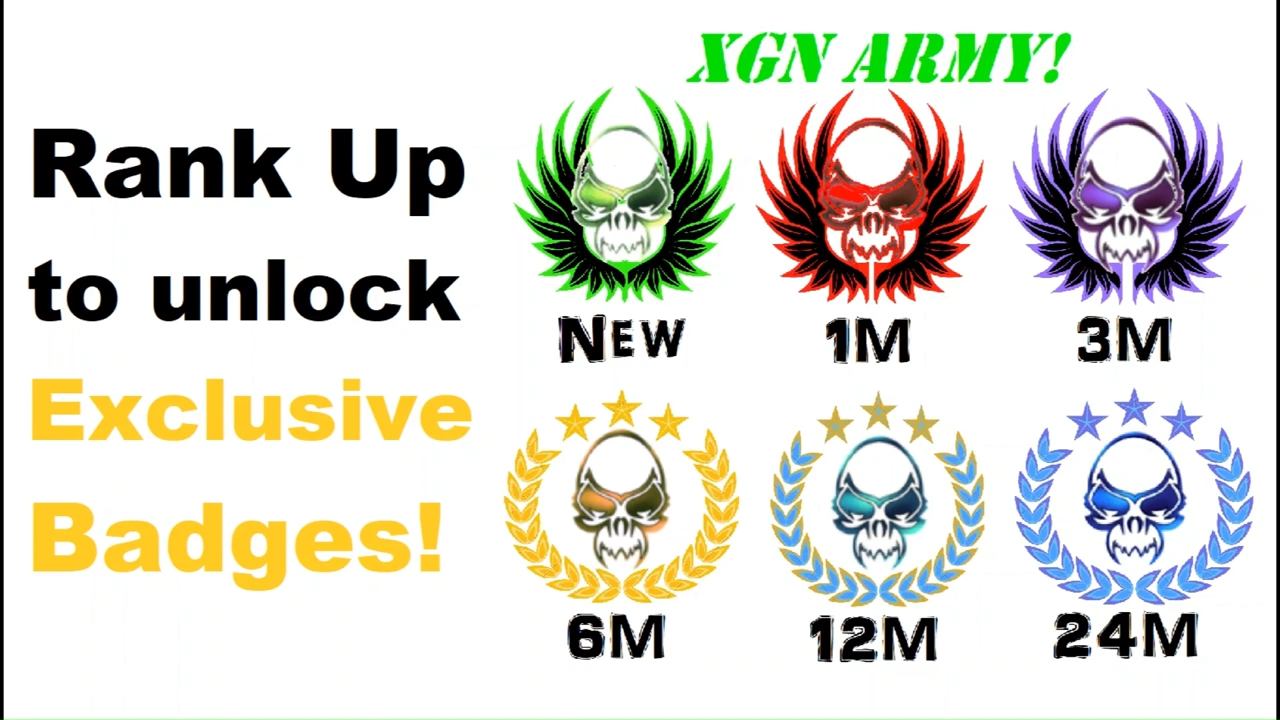 Rank Up
to unlock
Exclusive
Badges!
XGN ARMY!
NEW 1M 3M
6M 12M 24M